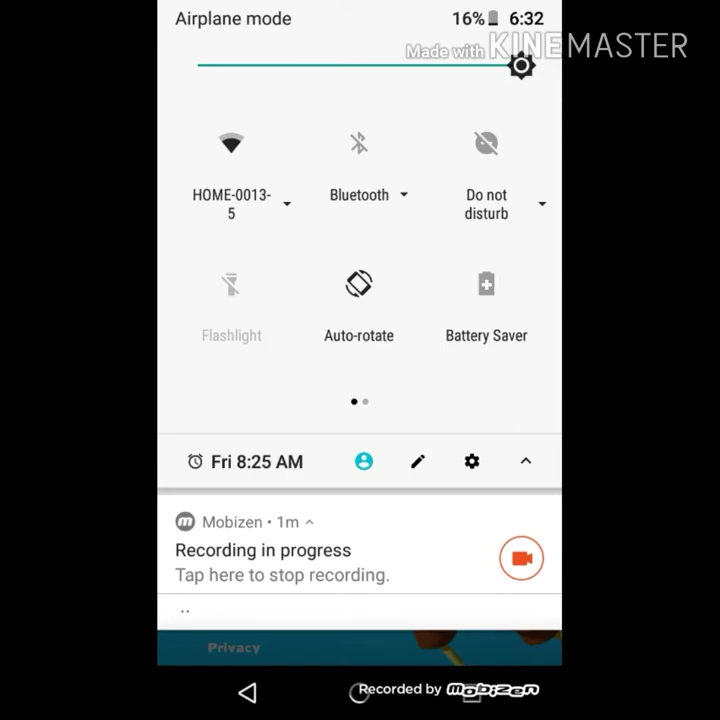 Airplane mode
16% 6:32
Made with KINEMASTER
HOME-0013-
5
Bluetooth
Do not
disturb
Flashlight
Auto-rotate
Battery Saver
Fri 8:25 AM
Mobizen • 1m
Recording in progress
Tap here to stop recording.
..
Privacy
Recorded by mobizen